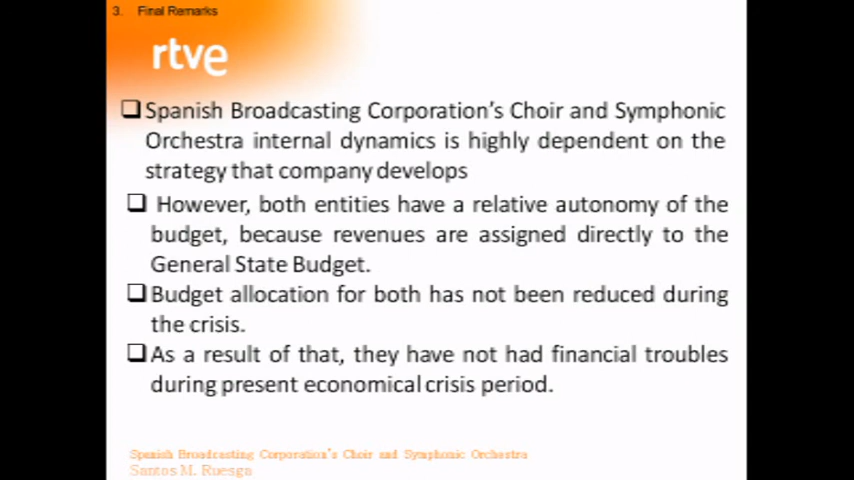 3. Final Remarks
rtve
❑Spanish Broadcasting Corporation's Choir and Symphonic
Orchestra internal dynamics is highly dependent on the
strategy that company develops
❑ However, both entities have a relative autonomy of the
budget, because revenues are assigned directly to the
General State Budget.
❑Budget allocation for both has not been reduced during
the crisis.
❑As a result of that, they have not had financial troubles
during present economical crisis period.
Spanish Broadcasting Corporation's Choir and Symphonic Orchestra
Santos M. Ruesga